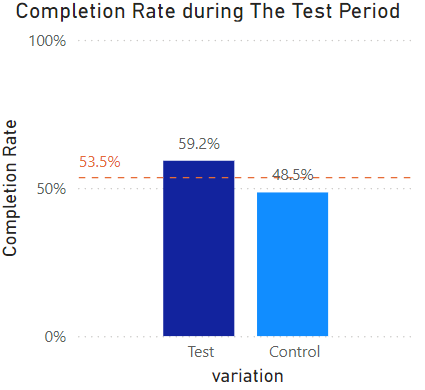 Completion Rate during The Test Period
100%
59.2%
53.5%
48.5%
50%
0%
Completion Rate
Test Control
variation